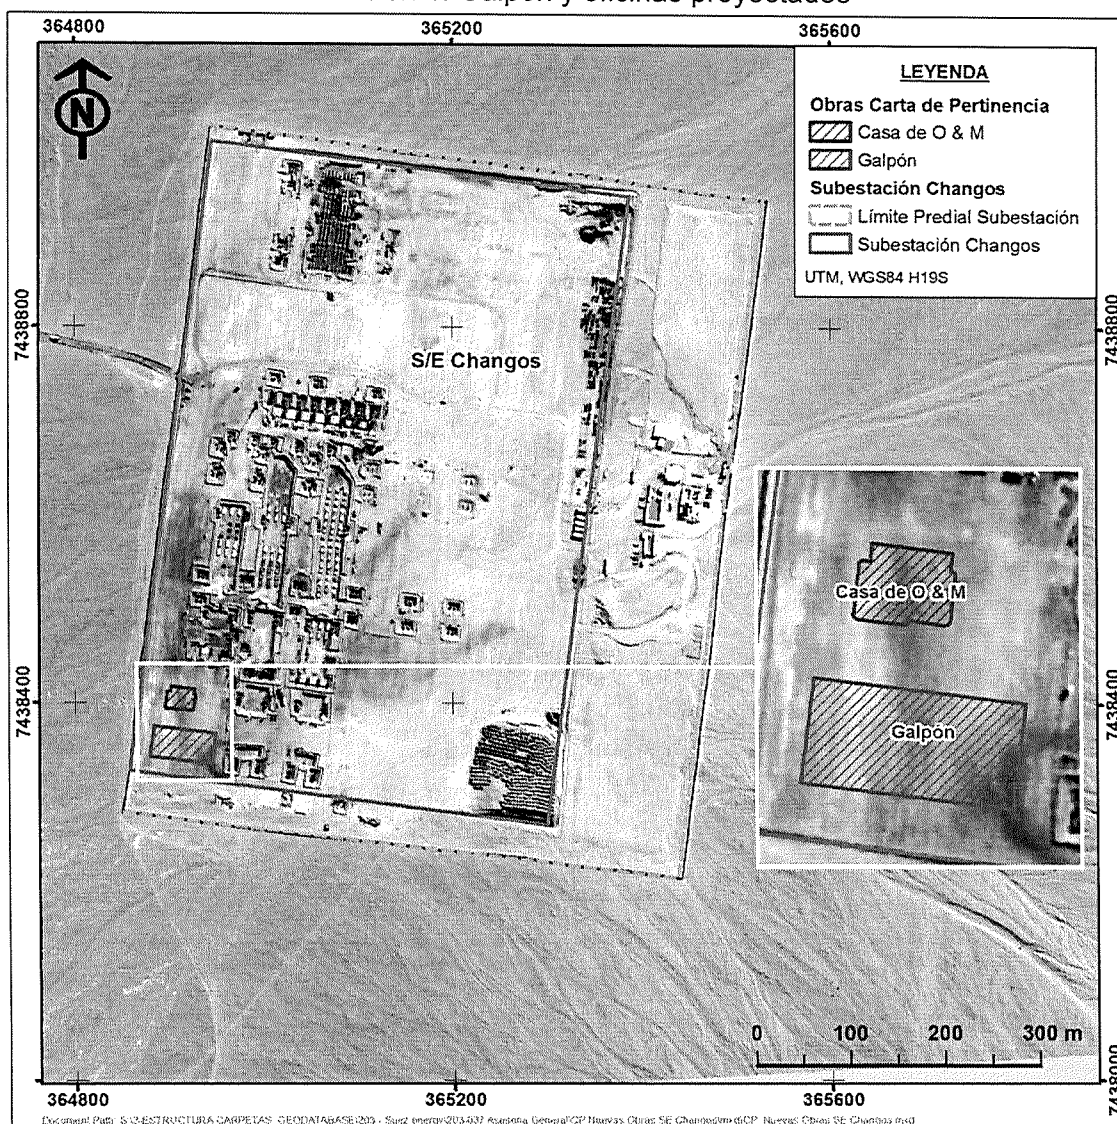 Galpón y oficinas proyectados
364800 365200 365600
LEYENDA
Obras Carta de Pertinencia
Casa de O & M
Galpón
Subestación Changos
Límite Predial Subestación
Subestación Changos
UTM, WGS84 H19S
N
7438800
7438800
S/E Changos
Casa de O & M
Galpón
7438400
7438400
0 100 200 300 m
364800 365200 365600
7438000